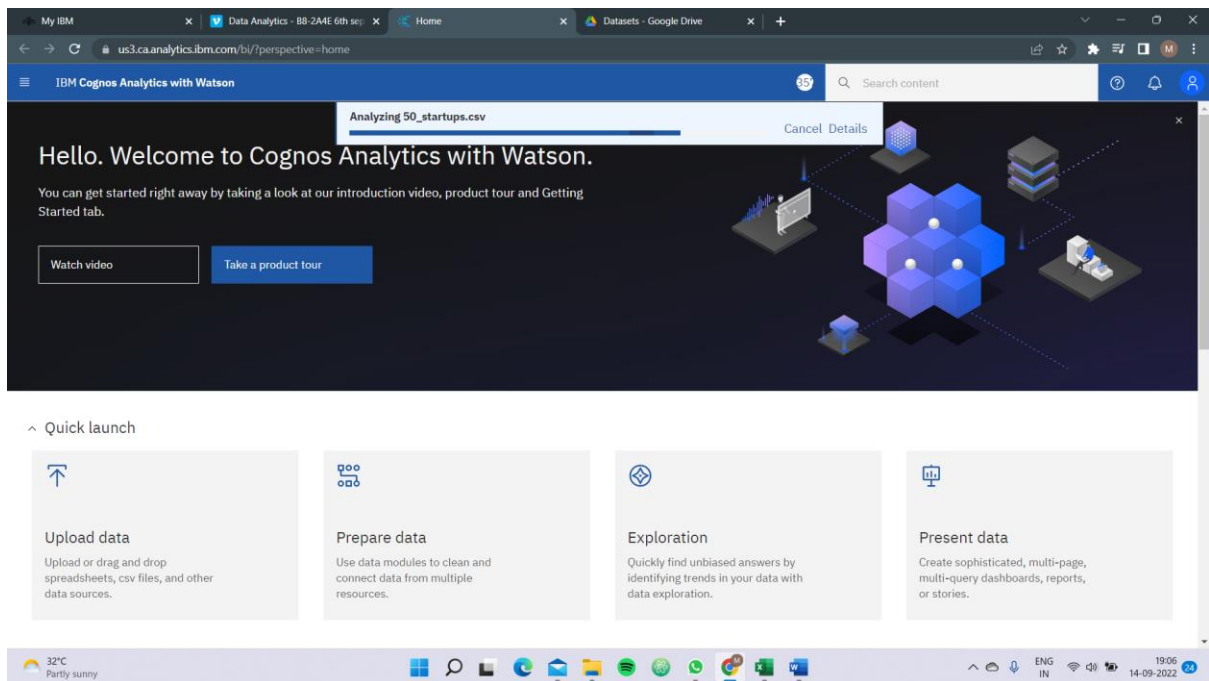 My IBM
Data Analytics - B8-2A4E 6th sep
Home
Datasets - Google Drive
us3.ca.analytics.ibm.com/bi/?perspective=home
M
IBM Cognos Analytics with Watson
35
Search content
Analyzing 50_startups.csv
Cancel Details
Hello. Welcome to Cognos Analytics with Watson.
You can get started right away by taking a look at our introduction video, product tour and Getting
Started tab.
Watch video
Take a product tour
Quick launch
Upload data
Upload or drag and drop
spreadsheets, csv files, and other
data sources.
Prepare data
Use data modules to clean and
connect data from multiple
resources.
Exploration
Quickly find unbiased answers by
identifying trends in your data with
data exploration.
Present data
Create sophisticated, multi-page,
multi-query dashboards, reports,
or stories.
32°C
Partly sunny
ENG
IN
19:06
14-09-2022
24